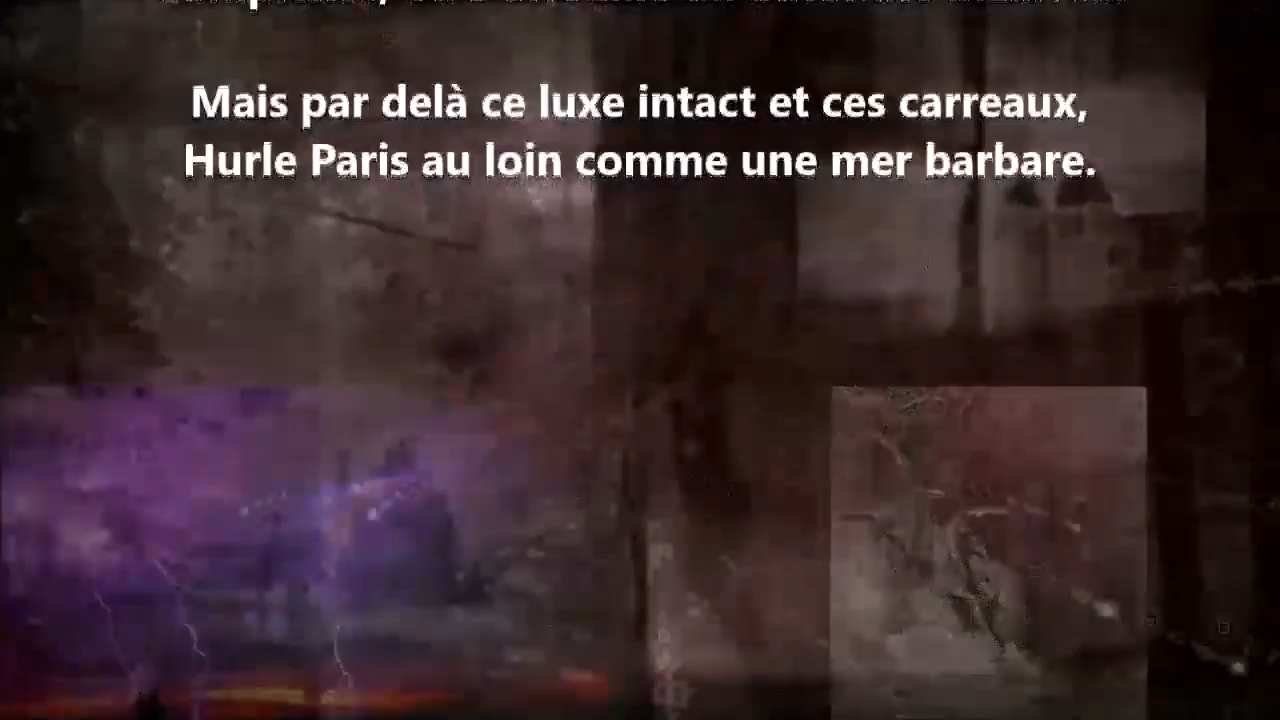 Mais par delà ce luxe intact et ces carreaux,
Hurle Paris au loin comme une mer barbare.